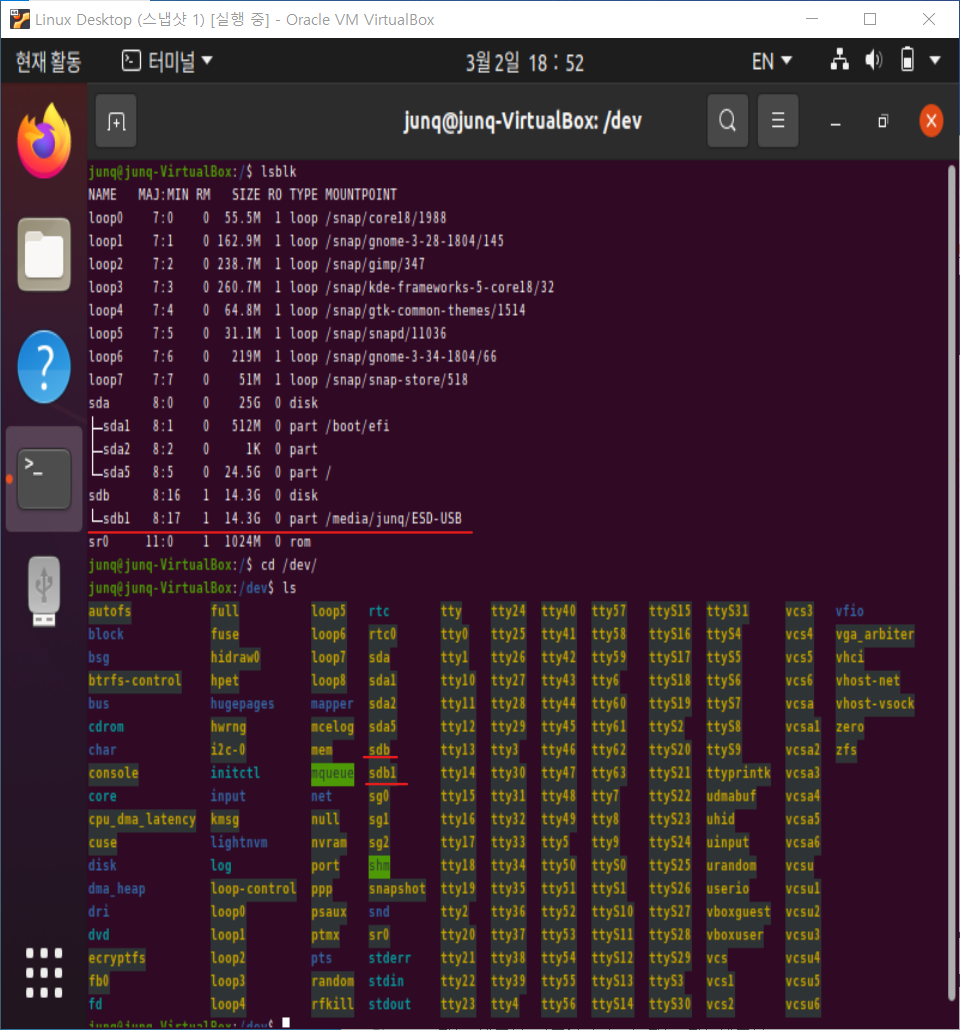 Linux Desktop (스냅샷 1) [실행 중] - Oracle VM VirtualBox
현재 활동 터미널 3월 2일 18 : 52 EN
junq@junq-VirtualBox: /dev
junq@junq-VirtualBox:/$ lsblk
NAME MAJ:MIN RM SIZE RO TYPE MOUNTPOINT
loop0 7:0 0 55.5M 1 loop /snap/core18/1988
loop1 7:1 0 162.9M 1 loop /snap/gnome-3-28-1804/145
loop2 7:2 0 238.7M 1 loop /snap/gimp/347
loop3 7:3 0 260.7M 1 loop /snap/kde-frameworks-5-core18/32
loop4 7:4 0 64.8M 1 loop /snap/gtk-common-themes/1514
loop5 7:5 0 31.1M 1 loop /snap/snapd/11036
loop6 7:6 0 219M 1 loop /snap/gnome-3-34-1804/66
loop7 7:7 0 51M 1 loop /snap/snap-store/518
sda 8:0 0 25G 0 disk
├─sda1 8:1 0 512M 0 part /boot/efi
├─sda2 8:2 0 1K 0 part
└─sda5 8:5 0 24.5G 0 part /
sdb 8:16 1 14.3G 0 disk
└─sdb1 8:17 1 14.3G 0 part /media/junq/ESD-USB
sr0 11:0 1 1024M 0 rom
junq@junq-VirtualBox:/$ cd /dev/
junq@junq-VirtualBox:/dev$ ls
autofs full loop5 rtc tty tty24 tty40 tty57 ttyS15 ttyS31 vcs3 vfio
block fuse loop6 rtc0 tty0 tty25 tty41 tty58 ttyS16 ttyS4 vcs4 vga_arbiter
bsg hidraw0 loop7 sda tty1 tty26 tty42 tty59 ttyS17 ttyS5 vcs5 vhci
btrfs-control hpet loop8 sda1 tty10 tty27 tty43 tty6 ttyS18 ttyS6 vcs6 vhost-net
bus hugepages mapper sda2 tty11 tty28 tty44 tty60 ttyS19 ttyS7 vcsa vhost-vsock
cdrom hwrng mcelog sda5 tty12 tty29 tty45 tty61 ttyS2 ttyS8 vcsa1 zero
char i2c-0 mem sdb tty13 tty3 tty46 tty62 ttyS20 ttyS9 vcsa2 zfs
console initctl mqueue sdb1 tty14 tty30 tty47 tty63 ttyS21 ttyprintk vcsa3
core input net sg0 tty15 tty31 tty48 tty7 ttyS22 udmabuf vcsa4
cpu_dma_latency kmsg null sg1 tty16 tty32 tty49 tty8 ttyS23 uhid vcsa5
cuse lightnvm nvram sg2 tty17 tty33 tty5 tty9 ttyS24 uinput vcsa6
disk log port shm tty18 tty34 tty50 ttyS0 ttyS25 urandom vcsu
dma_heap loop-control ppp snapshot tty19 tty35 tty51 ttyS1 ttyS26 userio vcsu1
dri loop0 psaux snd tty2 tty36 tty52 ttyS10 ttyS27 vboxguest vcsu2
dvd loop1 ptmx sr0 tty20 tty37 tty53 ttyS11 ttyS28 vboxuser vcsu3
ecryptfs loop2 pts stderr tty21 tty38 tty54 ttyS12 ttyS29 vcs vcsu4
fb0 loop3 random stdin tty22 tty39 tty55 ttyS13 ttyS3 vcs1 vcsu5
fd loop4 rfkill stdout tty23 tty4 tty56 ttyS14 ttyS30 vcs2 vcsu6
junq@junq-VirtualBox:/dev$